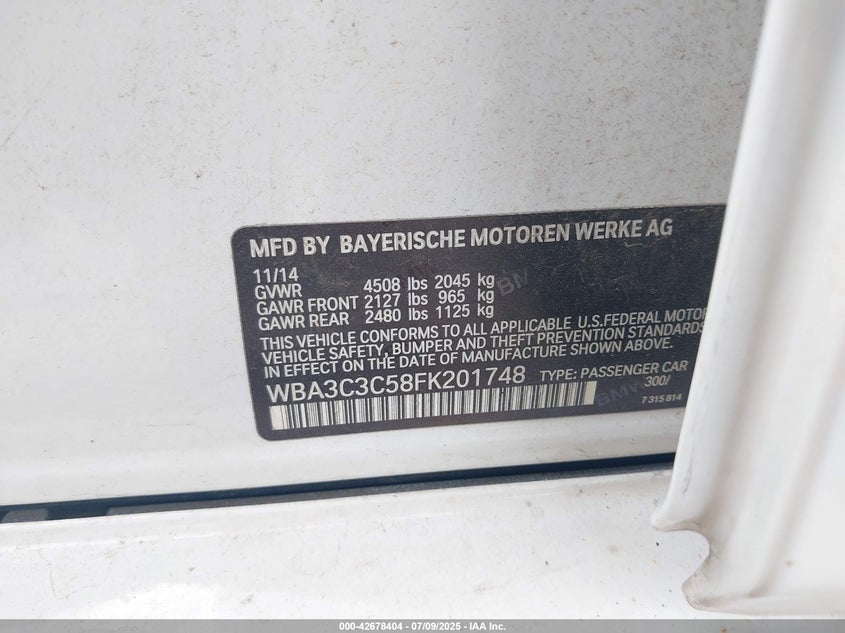 MFD BY BAYERISCHE MOTOREN WERKE AG
11/14
GVWR 4508 lbs 2045 kg
GAWR FRONT 2127 lbs 965 kg
GAWR REAR 2480 lbs 1125 kg
THIS VEHICLE CONFORMS TO ALL APPLICABLE U.S.FEDERAL MOTOR
VEHICLE SAFETY, BUMPER AND THEFT PREVENTION STANDARDS
IN EFFECT ON THE DATE OF MANUFACTURE SHOWN ABOVE.
WBA3C3C58FK201748 TYPE: PASSENGER CAR
300/
7 315 814
000-42678404 / 07/09/2025 - IAA Inc.